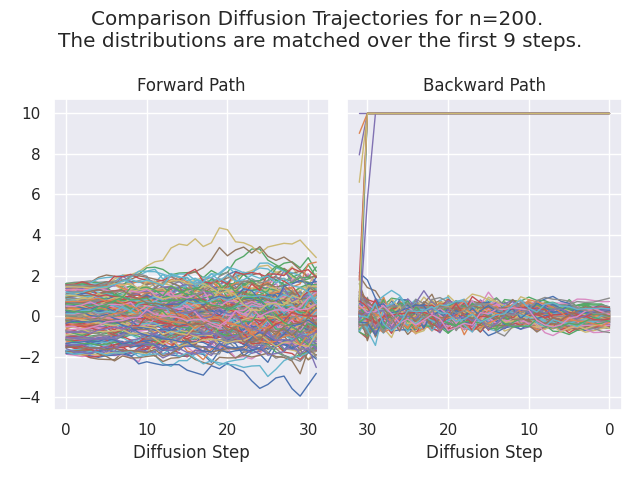 Comparison Diffusion Trajectories for n=200.
The distributions are matched over the first 9 steps.
Forward Path
Backward Path
10
8
6
4
2
0
−2
−4
0
10
20
30
30
20
10
0
Diffusion Step
Diffusion Step